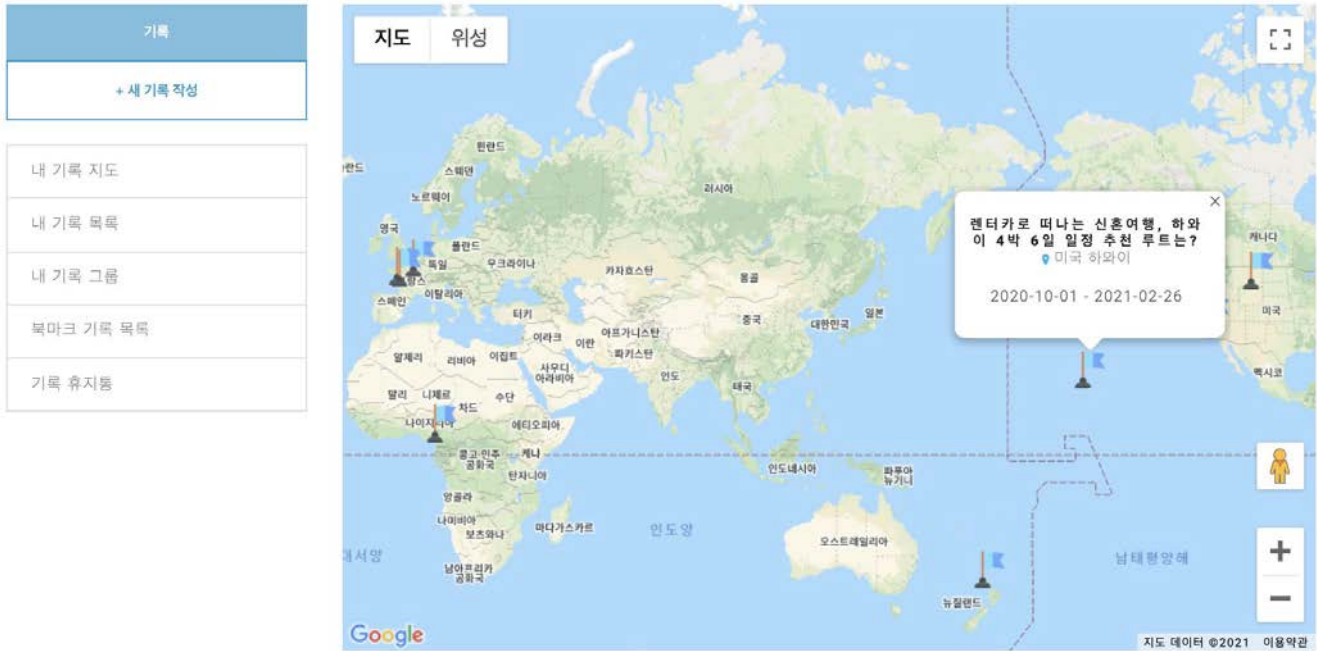 기록
+ 새 기록 작성
내 기록 지도
내 기록 목록
내 기록 그룹
북마크 기록 목록
기록 휴지통
지도 위성
핀란드
스웨덴
노르웨이
러시아
영국
폴란드
독일
우크라이나
카자흐스탄
몽골
스페인
이탈리아
터키
이라크
이란
아프가니스탄
파키스탄
중국
대한민국
일본
알제리
리비아
이집트
사우디
아라비아
인도
태국
말리
니제르
차드
수단
에티오피아
콩고 민주
공화국
케냐
탄자니아
인도네시아
파푸아
뉴기니
앙골라
나미비아
보츠와나
마다가스카르
인도양
남아프리카
공화국
오스트레일리아
뉴질랜드
남태평양해
캐나다
미국
멕시코
렌터카로 떠나는 신혼여행, 하와
이 4박 6일 일정 추천 루트는?
미국 하와이
2020-10-01 - 2021-02-26
Google
지도 데이터 ©2021 이용약관